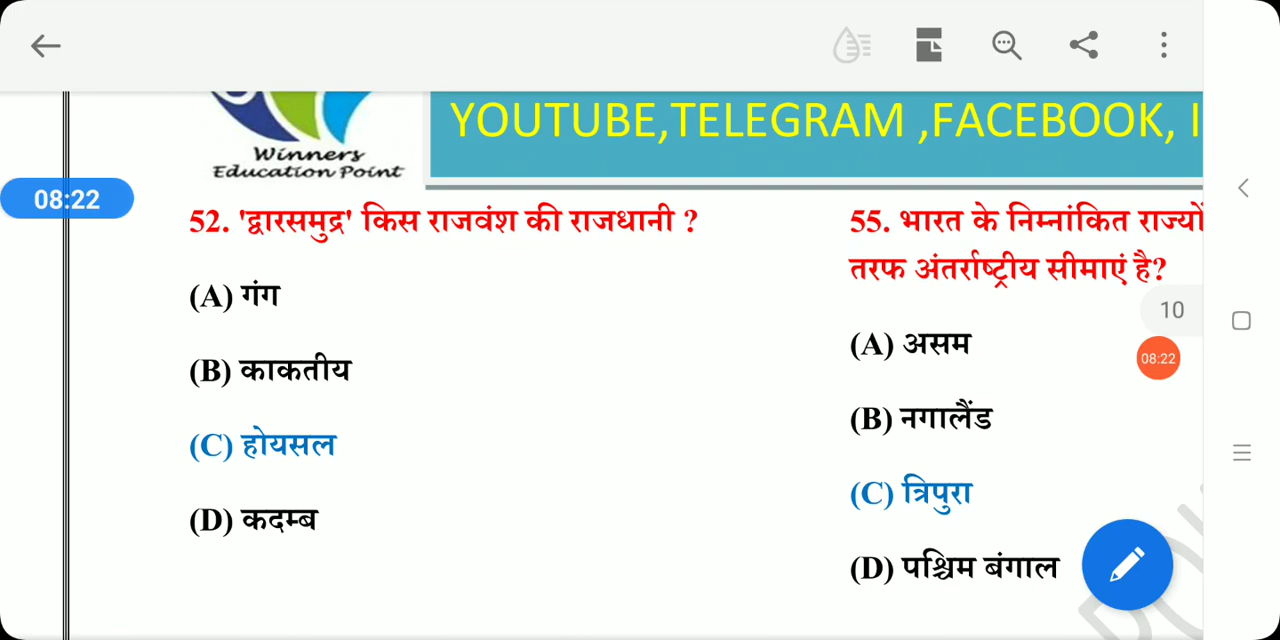 YOUTUBE,TELEGRAM ,FACEBOOK, I
Winners
Education Point
08:22
52. 'द्वारसमुद्र' किस राजवंश की राजधानी ?
(A) गंग
(B) काकतीय
(C) होयसल
(D) कदम्ब
55. भारत के निम्नांकित राज्यों
तरफ अंतर्राष्ट्रीय सीमाएं है?
(A) असम
(B) नगालैंड
(C) त्रिपुरा
(D) पश्चिम बंगाल
10
08:22